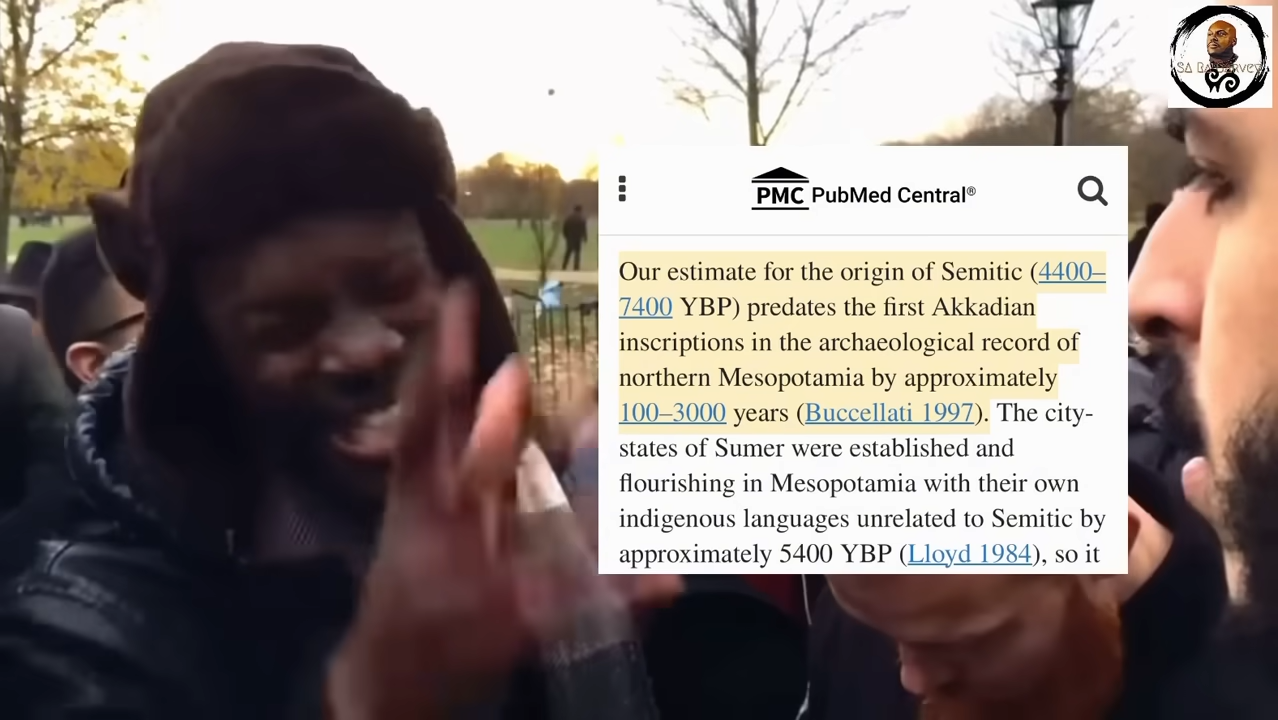 SABA SURVEY
PMC PubMed Central®
Our estimate for the origin of Semitic (4400–
7400 YBP) predates the first Akkadian
inscriptions in the archaeological record of
northern Mesopotamia by approximately
100–3000 years (Buccellati 1997). The city-
states of Sumer were established and
flourishing in Mesopotamia with their own
indigenous languages unrelated to Semitic by
approximately 5400 YBP (Lloyd 1984), so it